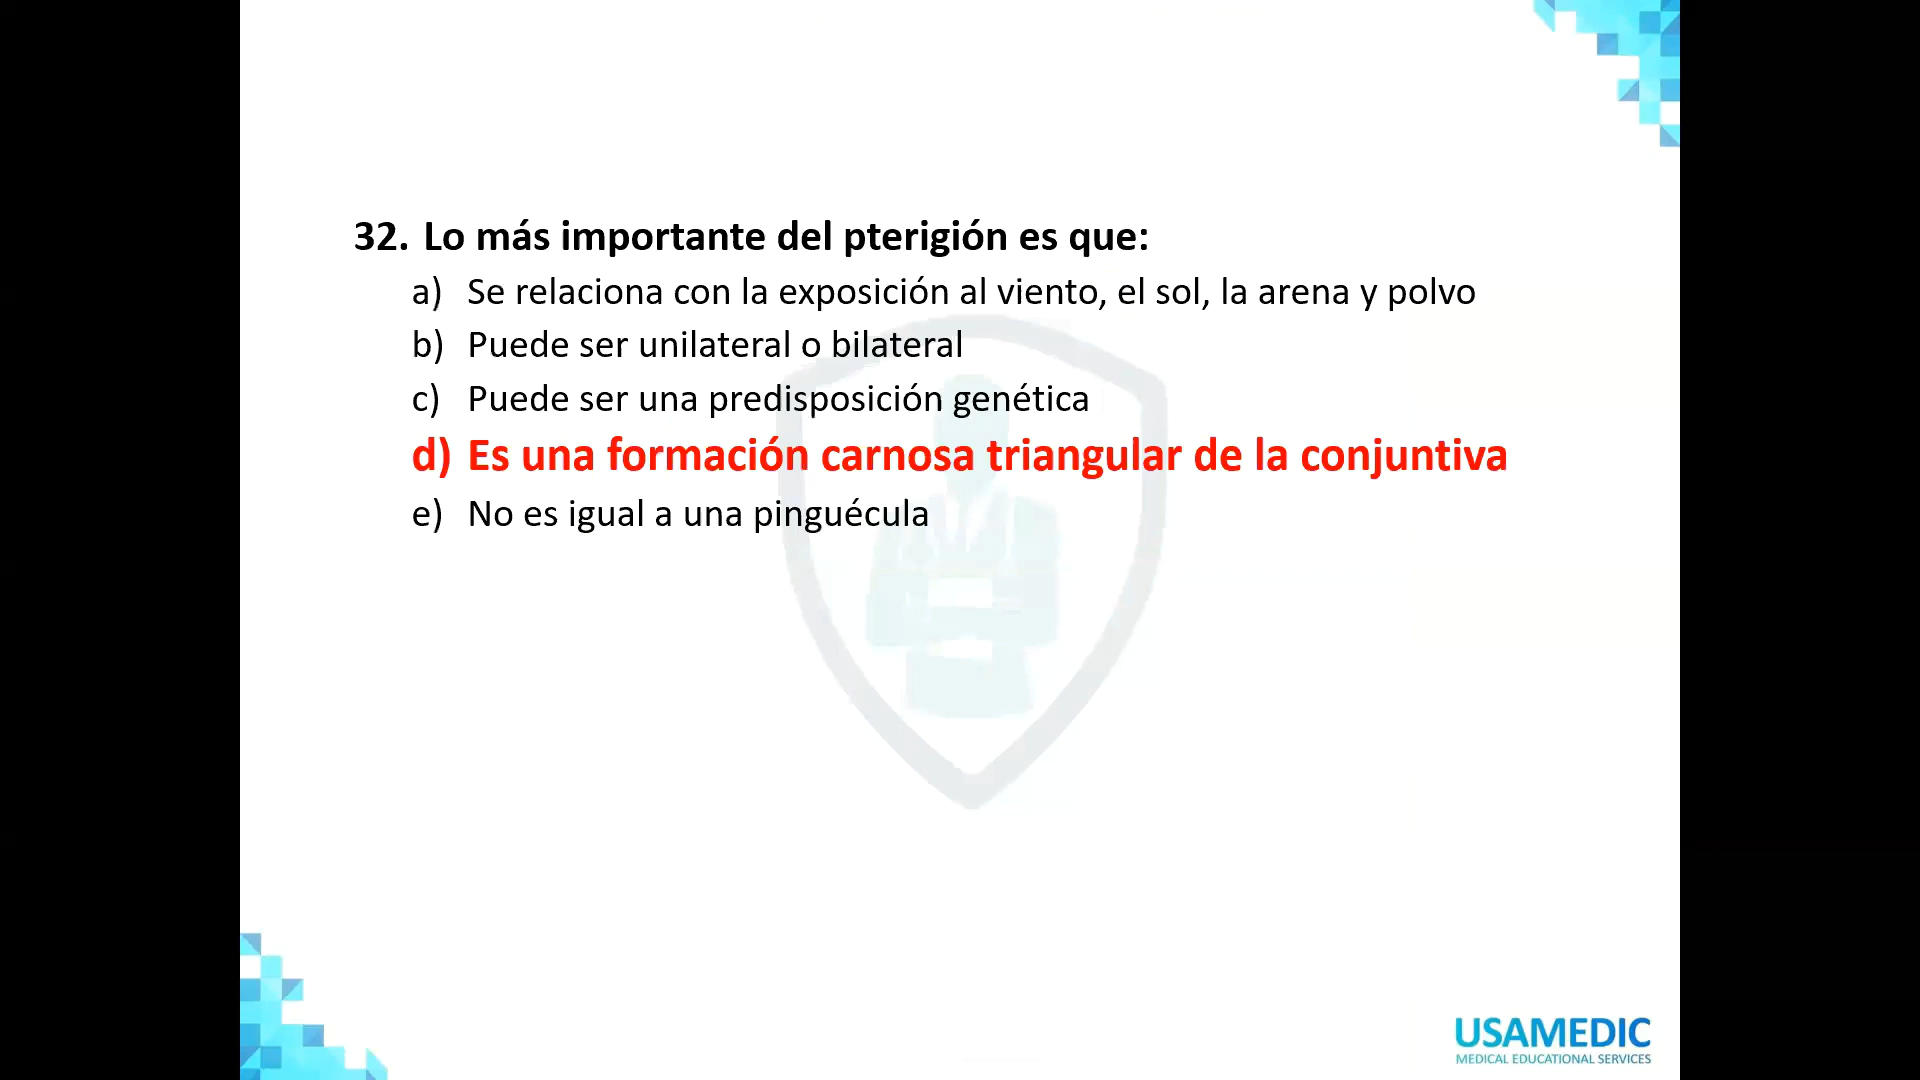 32. Lo más importante del pterigión es que:
a) Se relaciona con la exposición al viento, el sol, la arena y polvo
b) Puede ser unilateral o bilateral
c) Puede ser una predisposición genética
d) Es una formación carnosa triangular de la conjuntiva
e) No es igual a una pinguécula
USAMEDIC
MEDICAL EDUCATIONAL SERVICES